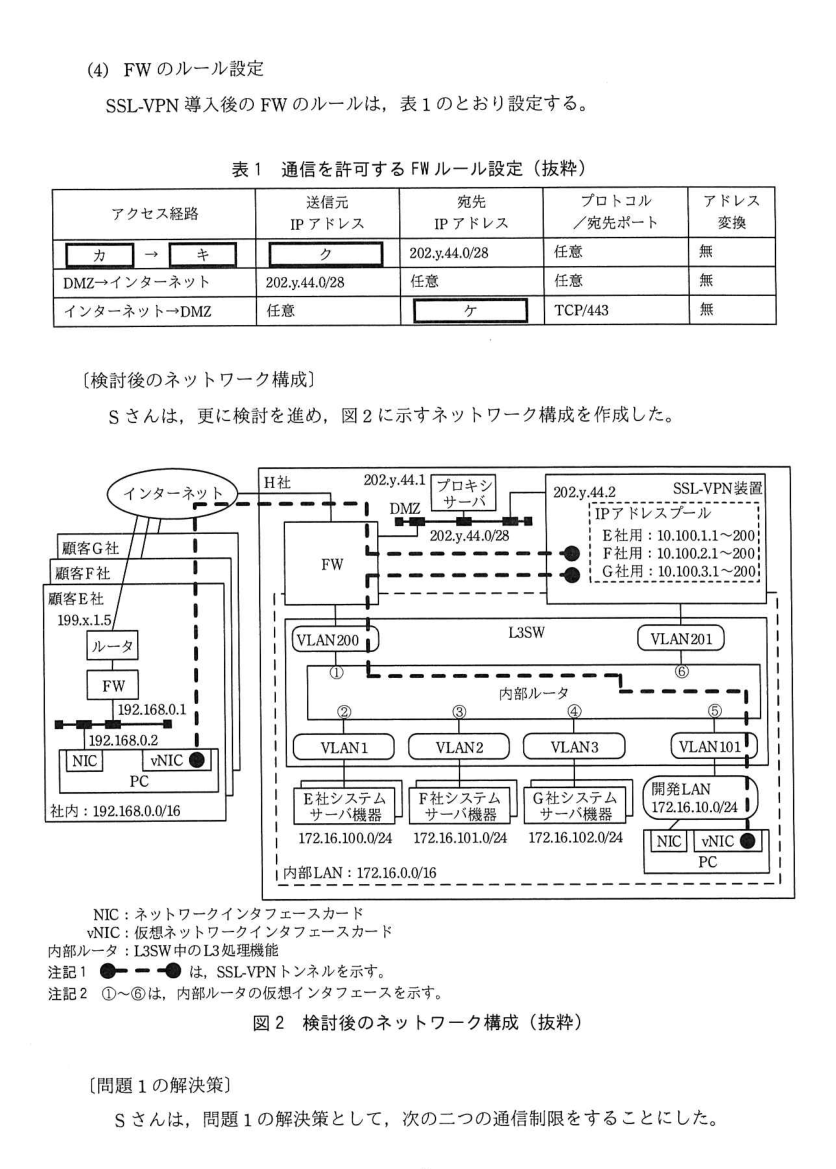 (4) FW のルール設定
SSL-VPN 導入後の FW のルールは，表 1 のとおり設定する。
表 1 通信を許可する FW ルール設定（抜粋）
アクセス経路
送信元
IP アドレス
宛先
IP アドレス
プロトコル
／宛先ポート
アドレス
変換
カ → キ ク 202.y.44.0/28 任意 無
DMZ→インターネット 202.y.44.0/28 任意 任意 無
インターネット→DMZ 任意 ケ TCP/443 無
〔検討後のネットワーク構成〕
S さんは，更に検討を進め，図 2 に示すネットワーク構成を作成した。
インターネット
H社
202.y.44.1
プロキシ
サーバ
DMZ
202.y.44.0/28
202.y.44.2
SSL-VPN装置
IPアドレスプール
E社用：10.100.1.1～200
F社用：10.100.2.1～200
G社用：10.100.3.1～200
FW
顧客G社
顧客F社
顧客E社
199.x.1.5
ルータ
FW
192.168.0.1
192.168.0.2
NIC
vNIC
PC
社内：192.168.0.0/16
VLAN200
L3SW
VLAN201
①
⑥
内部ルータ
②
③
④
⑤
VLAN1
VLAN2
VLAN3
VLAN101
E社システム
サーバ機器
F社システム
サーバ機器
G社システム
サーバ機器
開発LAN
172.16.10.0/24
172.16.100.0/24
172.16.101.0/24
172.16.102.0/24
NIC
vNIC
PC
内部LAN：172.16.0.0/16
NIC：ネットワークインタフェースカード
vNIC：仮想ネットワークインタフェースカード
内部ルータ：L3SW中のL3処理機能
注記1 は，SSL-VPNトンネルを示す。
注記2 ①～⑥は，内部ルータの仮想インタフェースを示す。
図 2 検討後のネットワーク構成（抜粋）
〔問題 1 の解決策〕
S さんは，問題 1 の解決策として，次の二つの通信制限をすることにした。